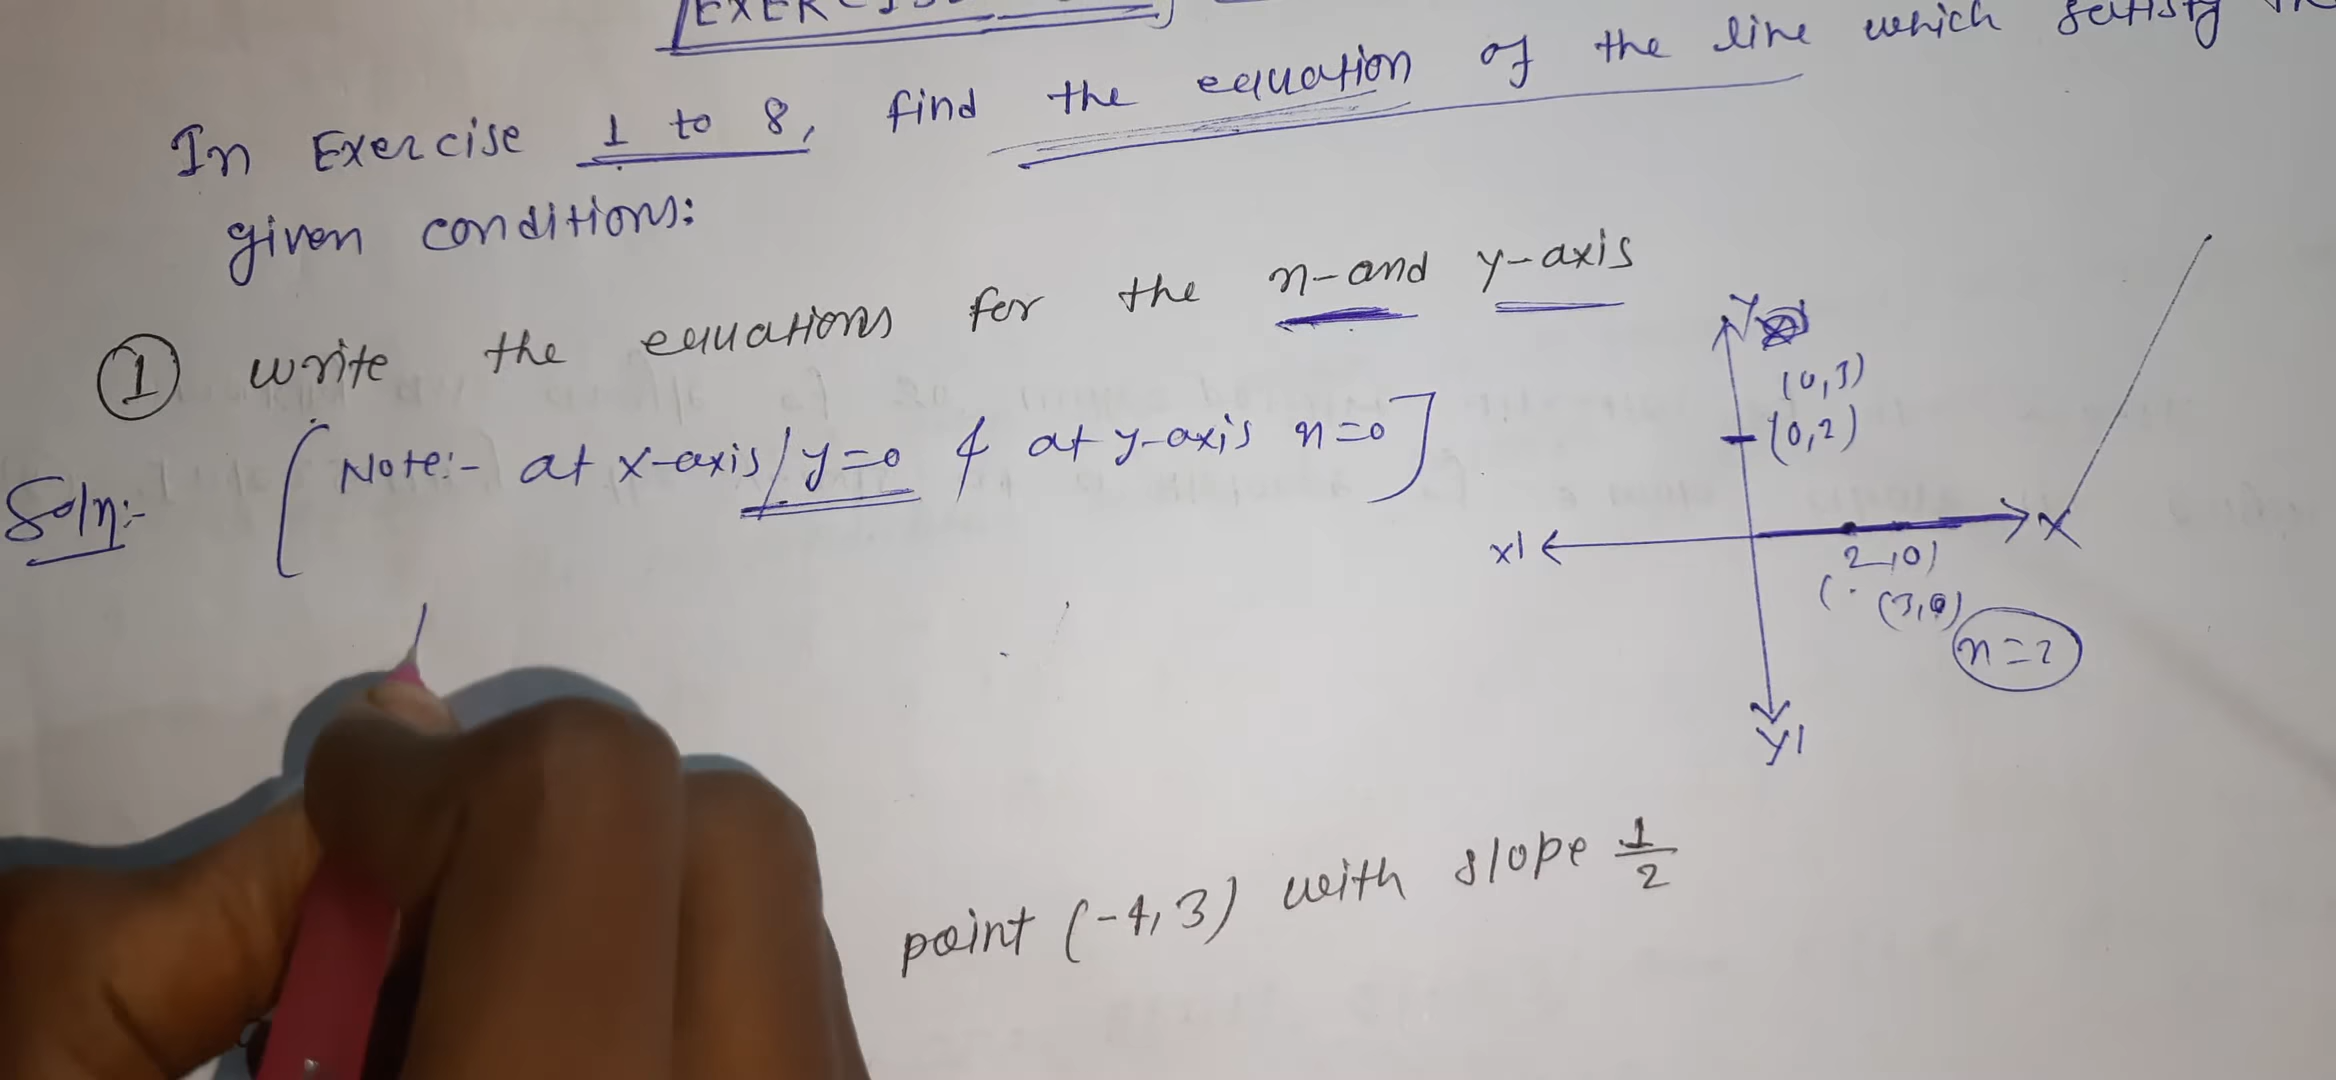 In Exercise 1 to 8, find the equation of the line which satisfy
given conditions:
① write the equations for the x-and y-axis
Soln:- [Note:- at x-axis/y=0 & at y-axis x=0]
Y
(0,3)
(0,2)
X' X
2,0)
(3,0)
x=2
Y'
point (-4,3) with slope 1/2